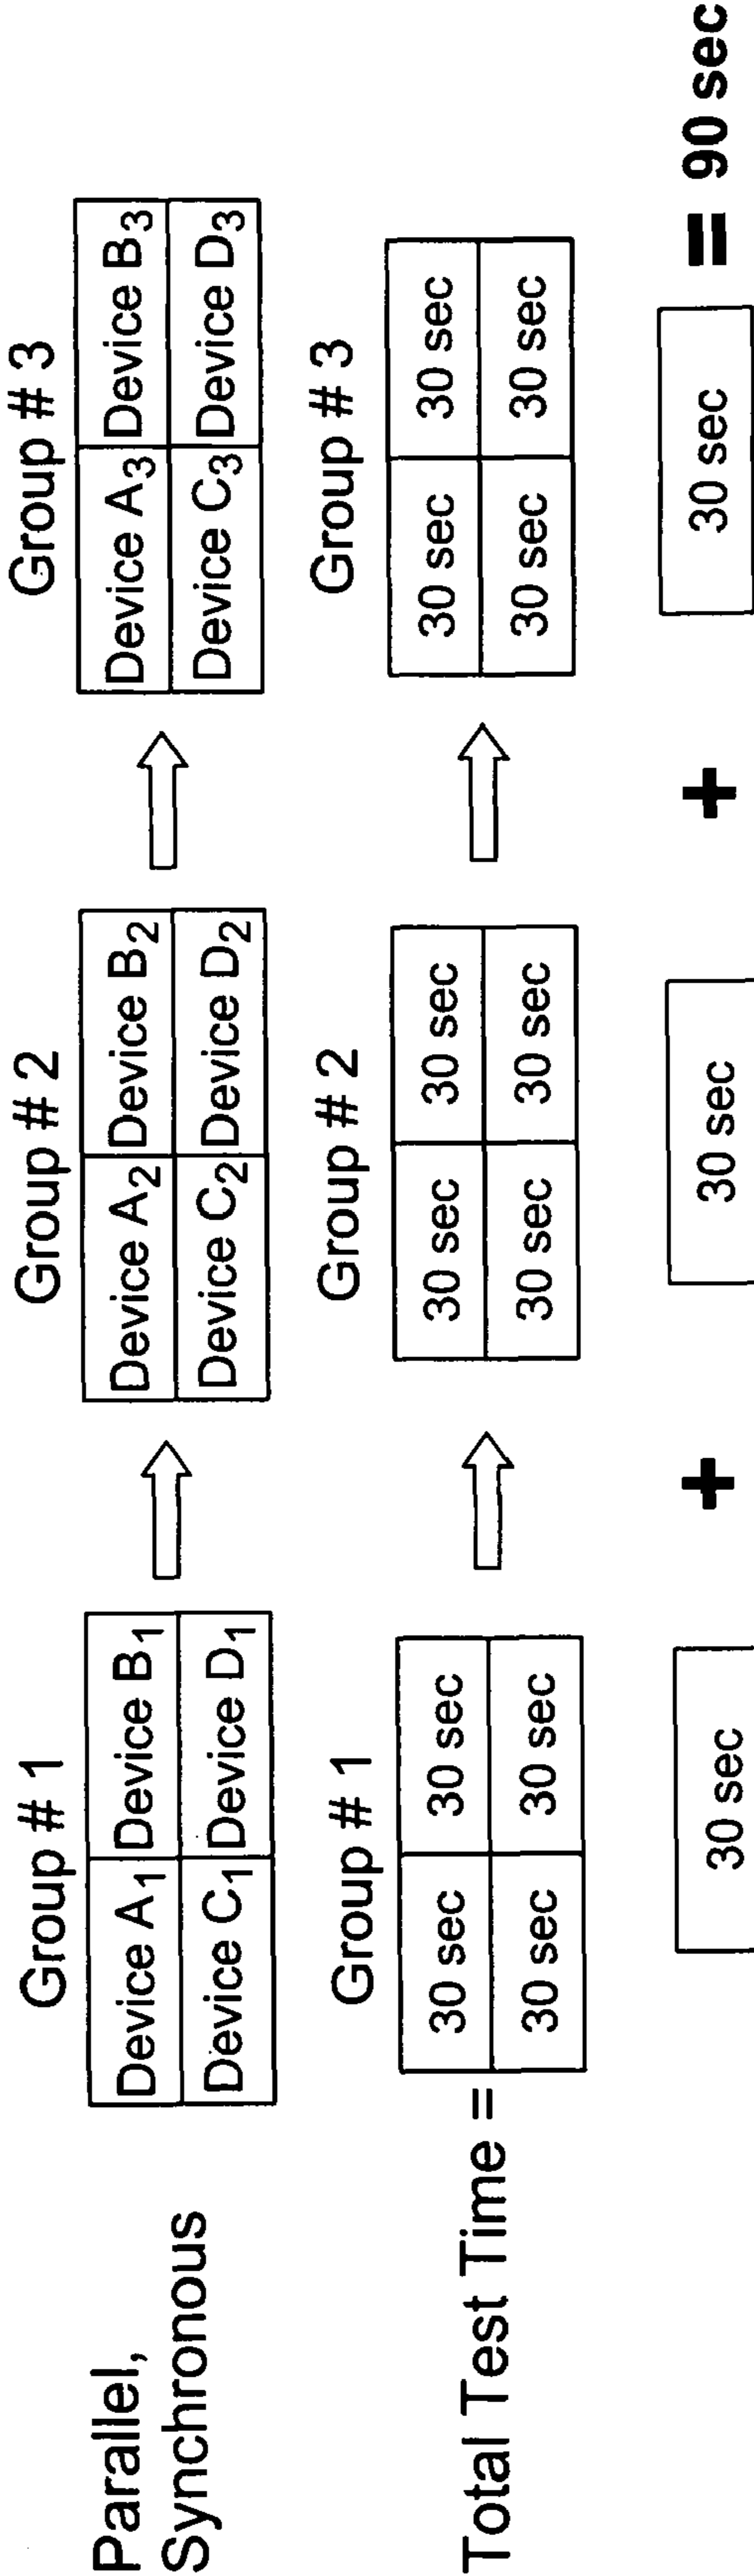 Parallel,
Synchronous
Group # 1
Device A1 Device B1
Device C1 Device D1
Group # 2
Device A2 Device B2
Device C2 Device D2
Group # 3
Device A3 Device B3
Device C3 Device D3
Total Test Time =
Group # 1
30 sec 30 sec
30 sec 30 sec
Group # 2
30 sec 30 sec
30 sec 30 sec
Group # 3
30 sec 30 sec
30 sec 30 sec
30 sec + 30 sec + 30 sec = 90 sec